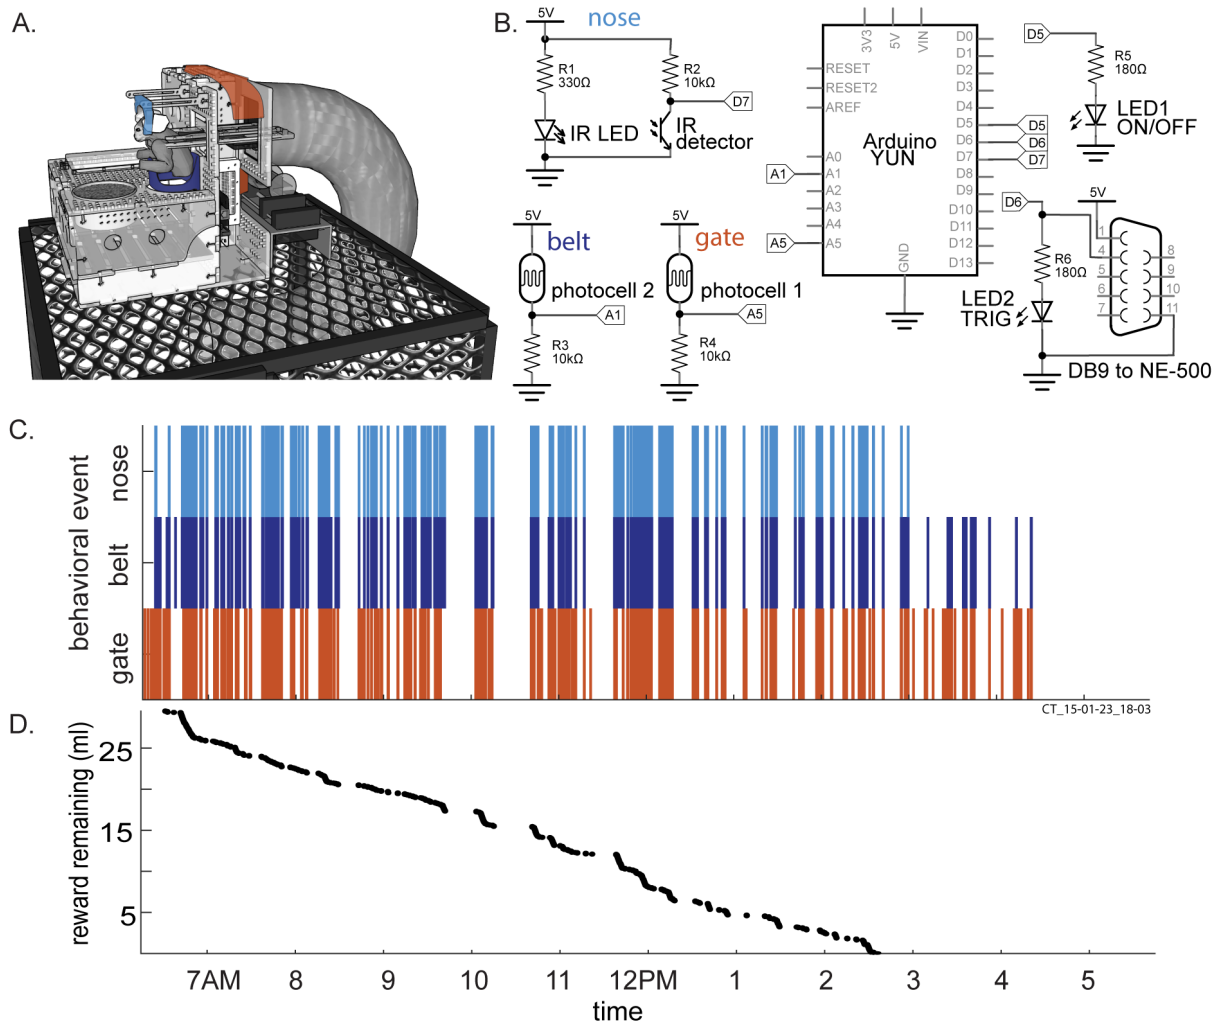 A.
B.
5V
nose
R1
330Ω
R2
10kΩ
D7
IR LED
IR
detector
5V
belt
photocell 2
A1
R3
10kΩ
5V
gate
photocell 1
A5
R4
10kΩ
3V3
5V
VIN
RESET
RESET2
AREF
A0
A1
A2
A3
A4
A5
A1
A5
Arduino
YUN
GND
D0
D1
D2
D3
D4
D5
D6
D7
D8
D9
D10
D11
D12
D13
D5
D6
D7
D5
R5
180Ω
LED1
ON/OFF
D6
5V
R6
180Ω
LED2
TRIG
1
4
5
6
7
8
9
10
11
DB9 to NE-500
C.
behavioral event
nose
belt
gate
CT_15-01-23_18-03
D.
reward remaining (ml)
25
15
5
7AM 8 9 10 11 12PM 1 2 3 4 5
time